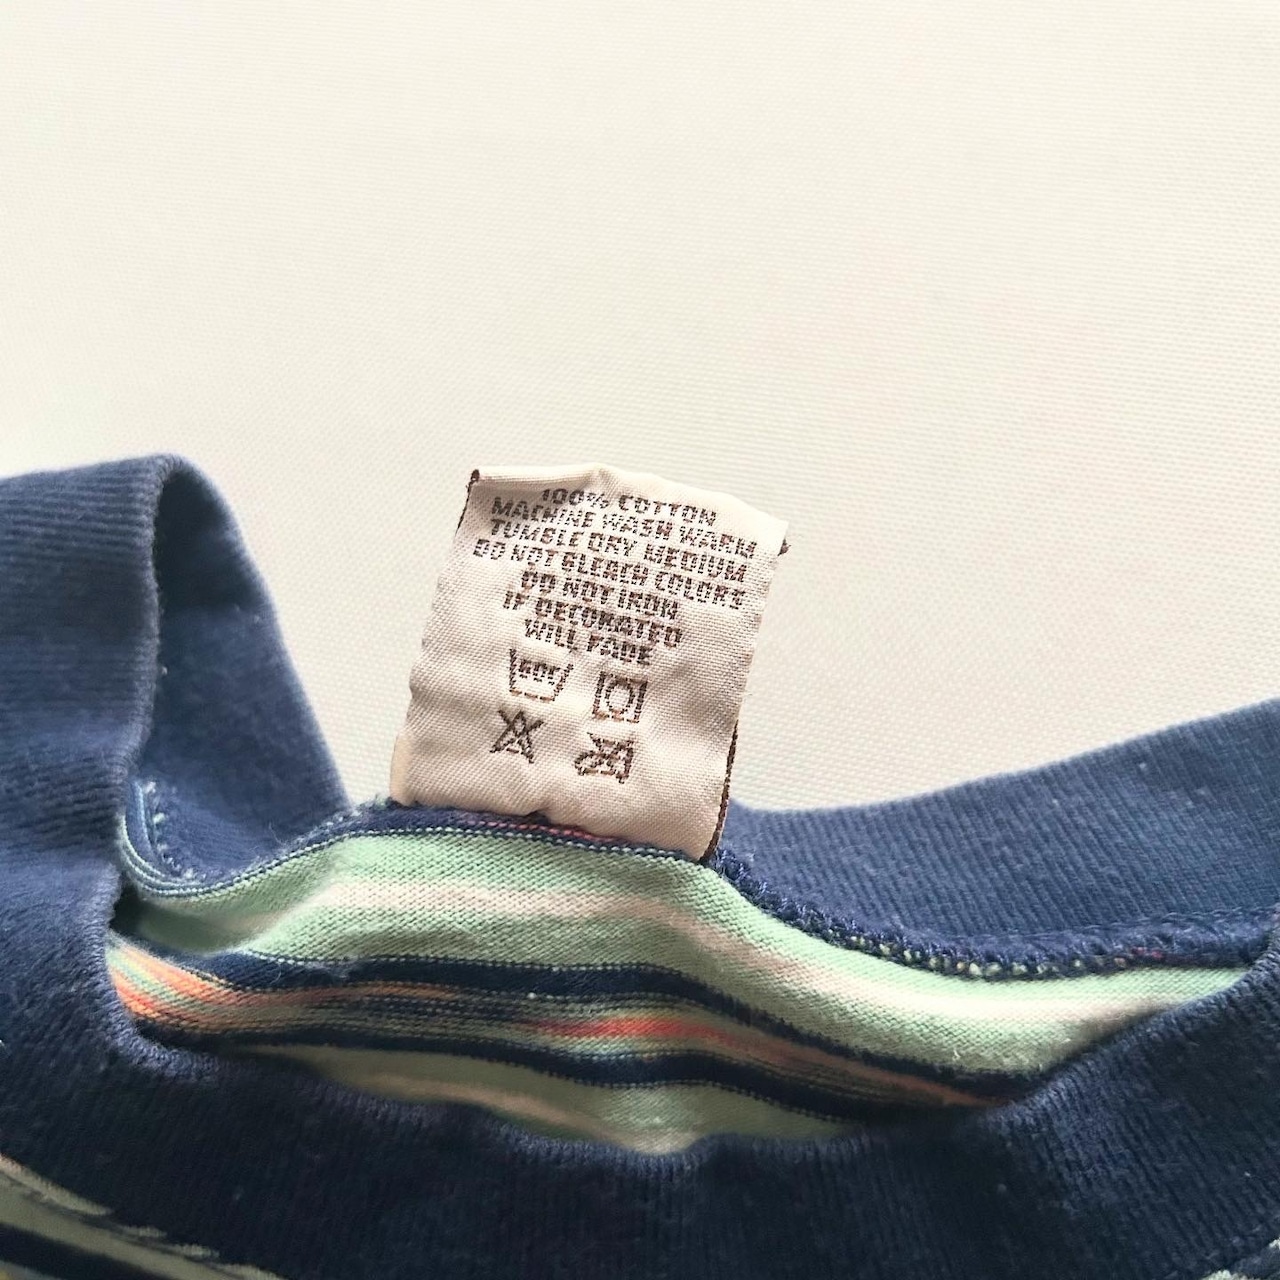 100% COTTON
MACHINE WASH WARM
TUMBLE DRY MEDIUM
DO NOT BLEACH COLORS
DO NOT IRON
IF DECORATED
WILL FADE